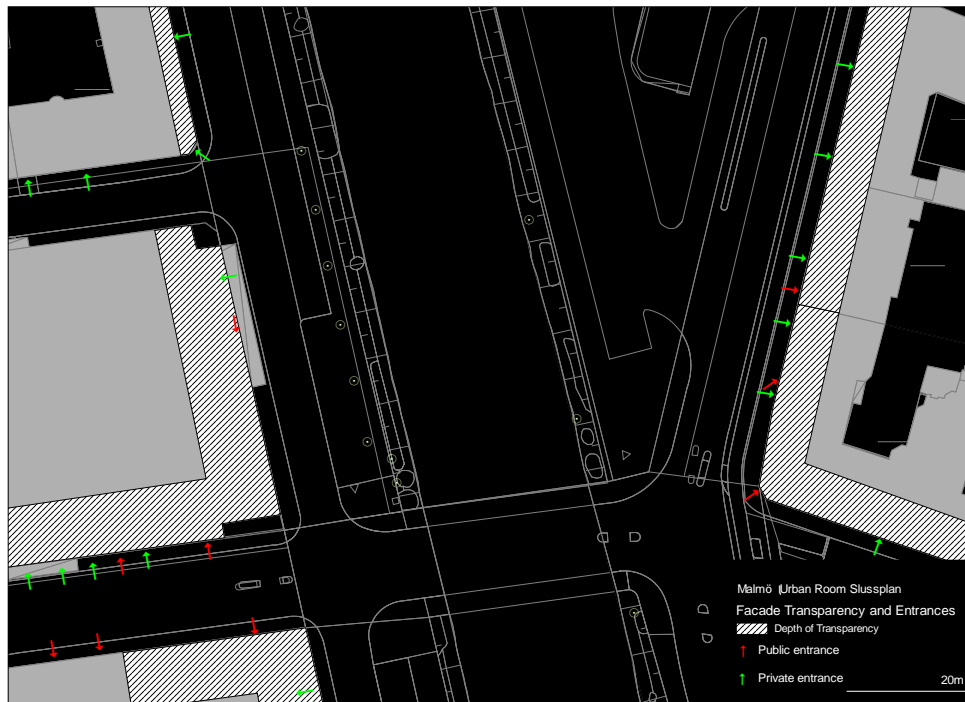 Malmö |Urban Room Slussplan
Facade Transparency and Entrances
Depth of Transparency
Public entrance
Private entrance
20m